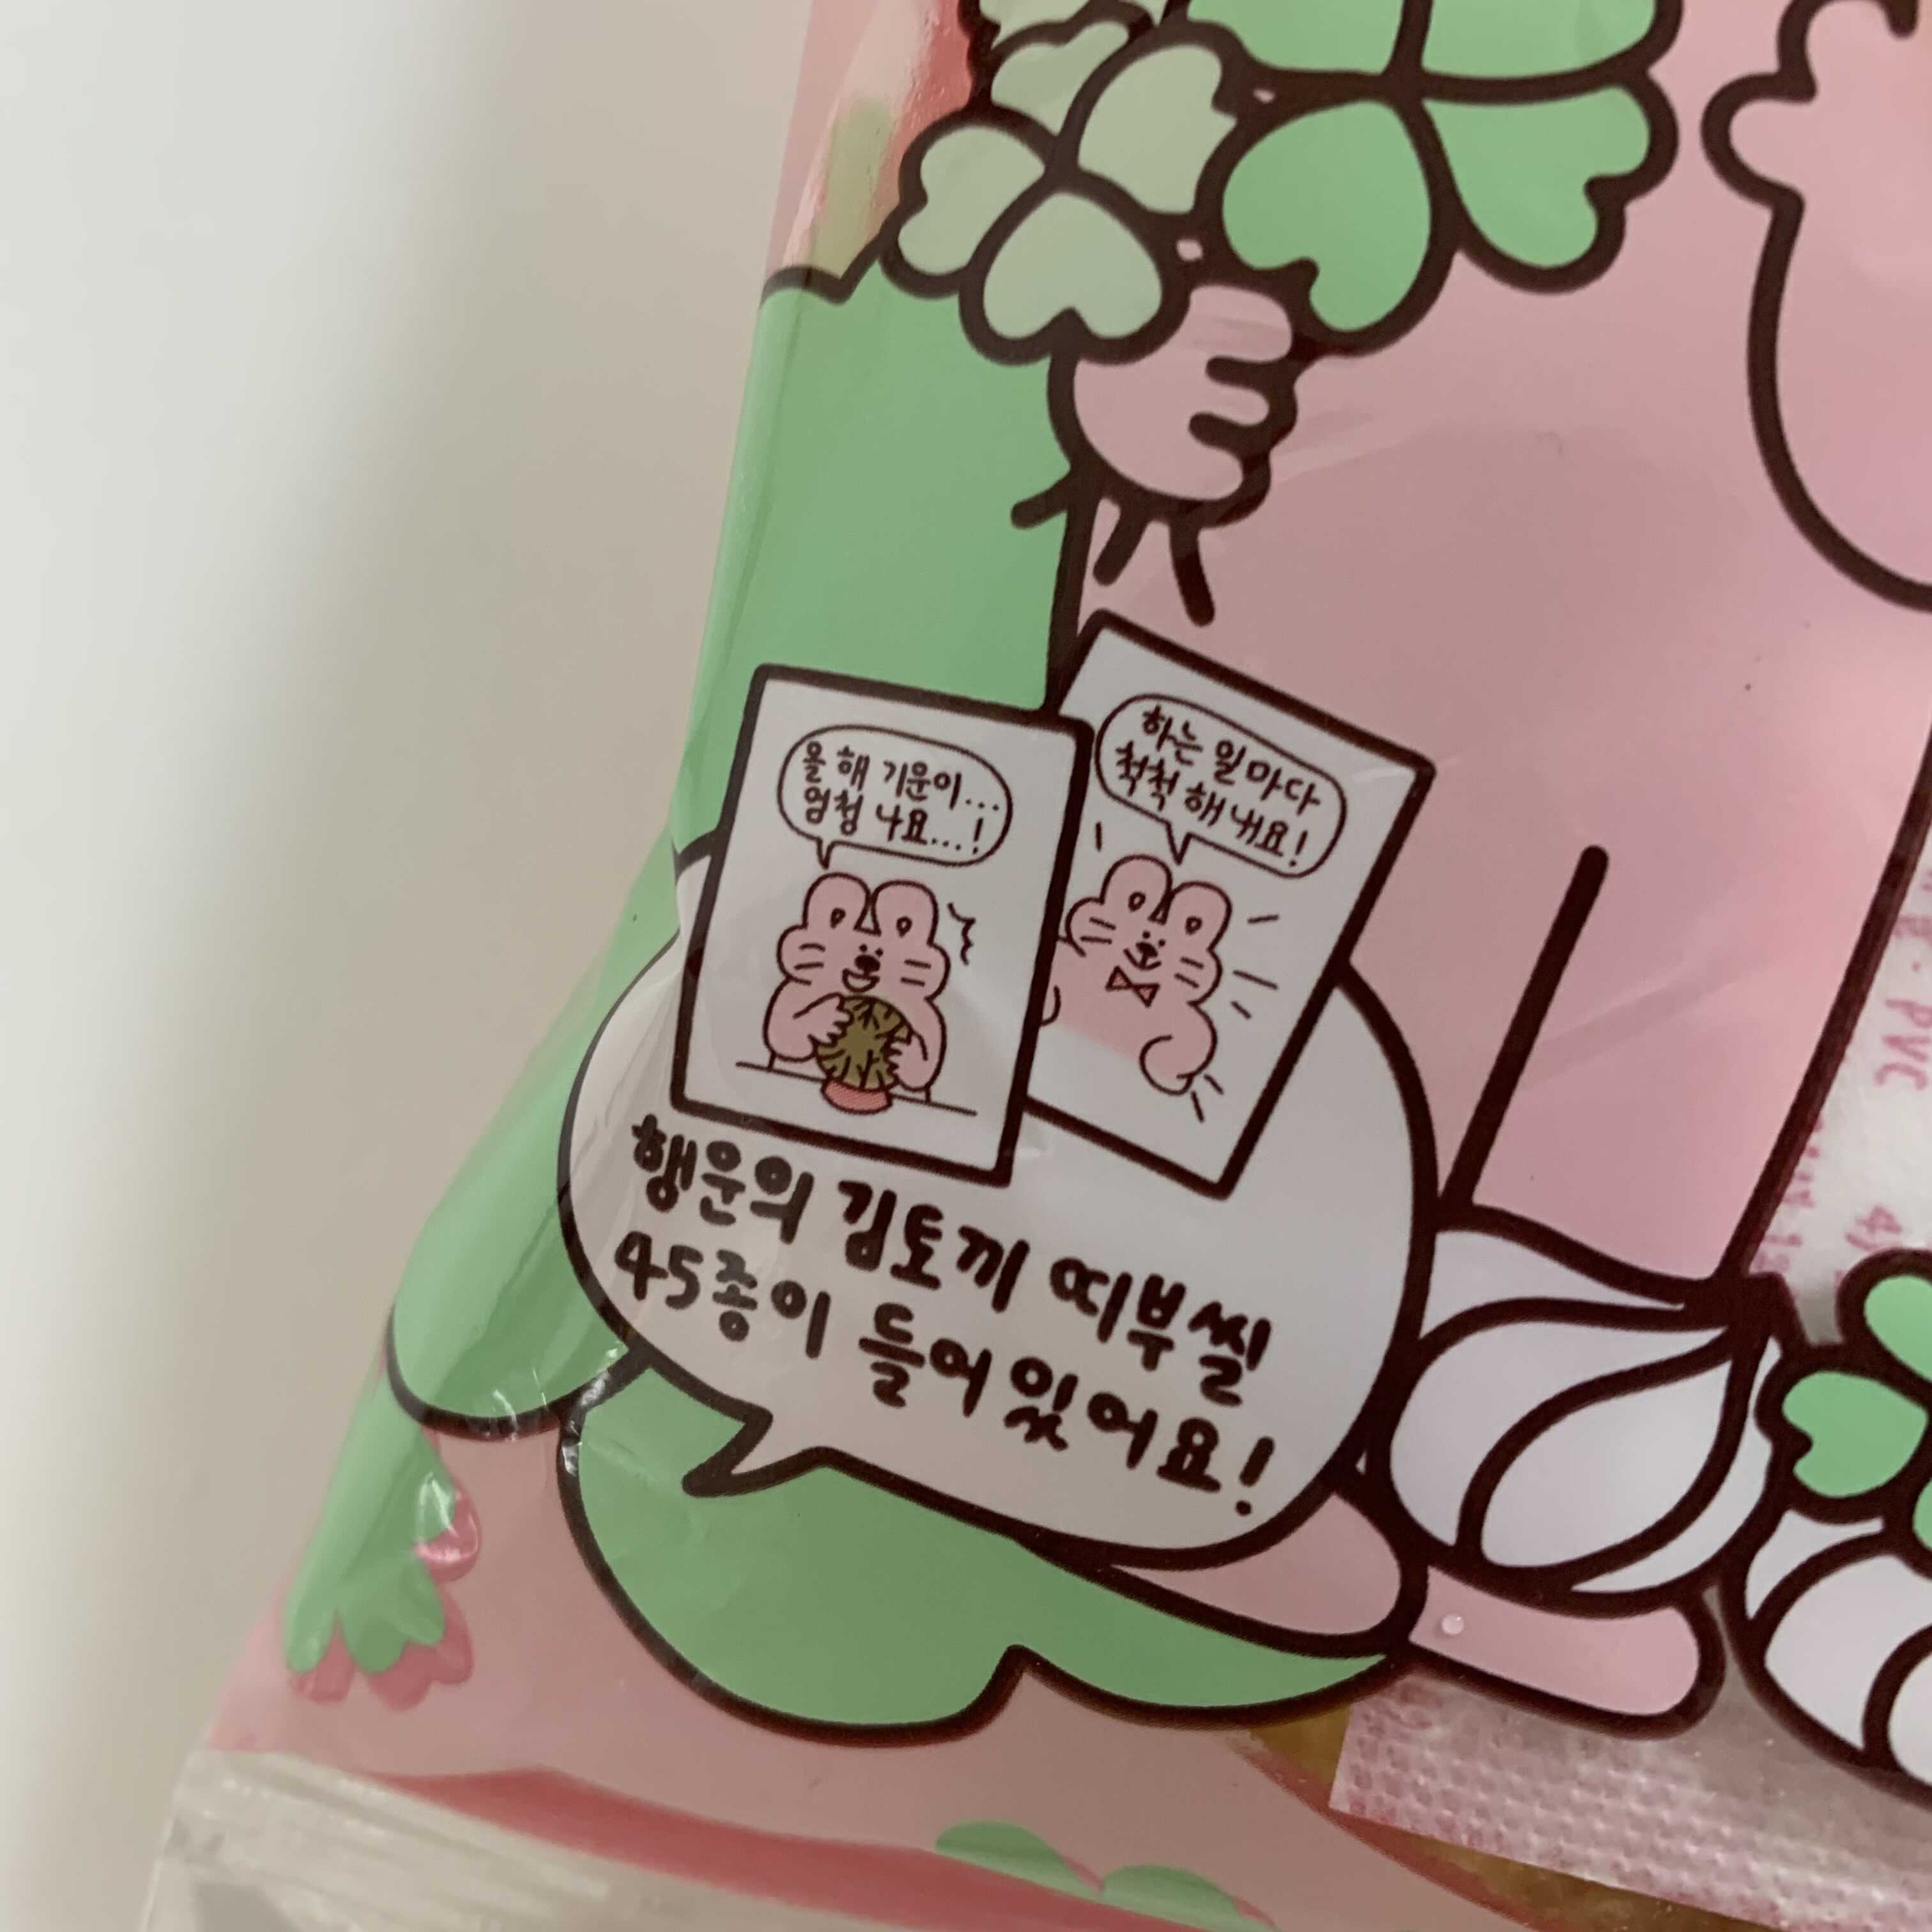 올 해 기운이...
엄청 나요...!
하는 일마다
척척 해내요!
행운의 김토끼 띠부씰
45종이 들어있어요!
PVC